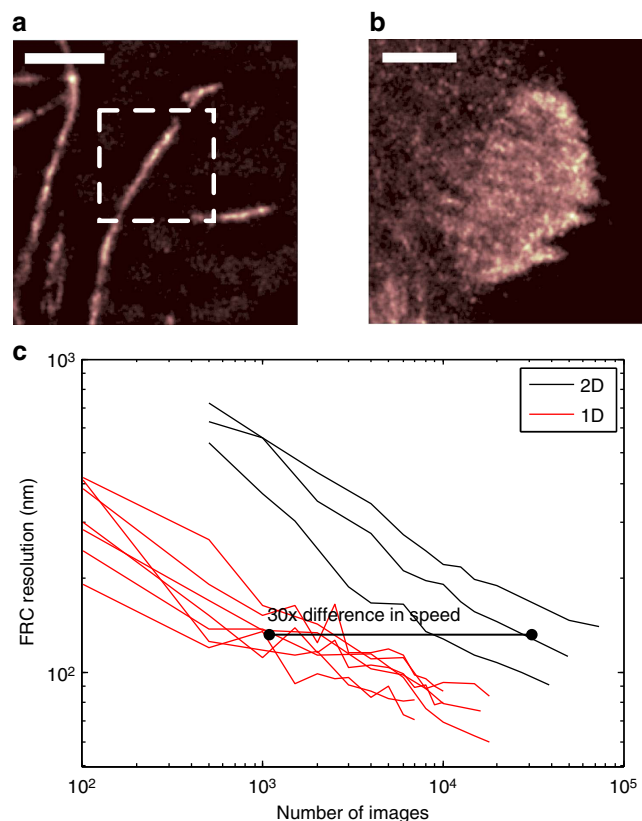 a
b
c
10³
10²
FRC resolution (nm)
2D
1D
30x difference in speed
10² 10³ 10⁴ 10⁵
Number of images